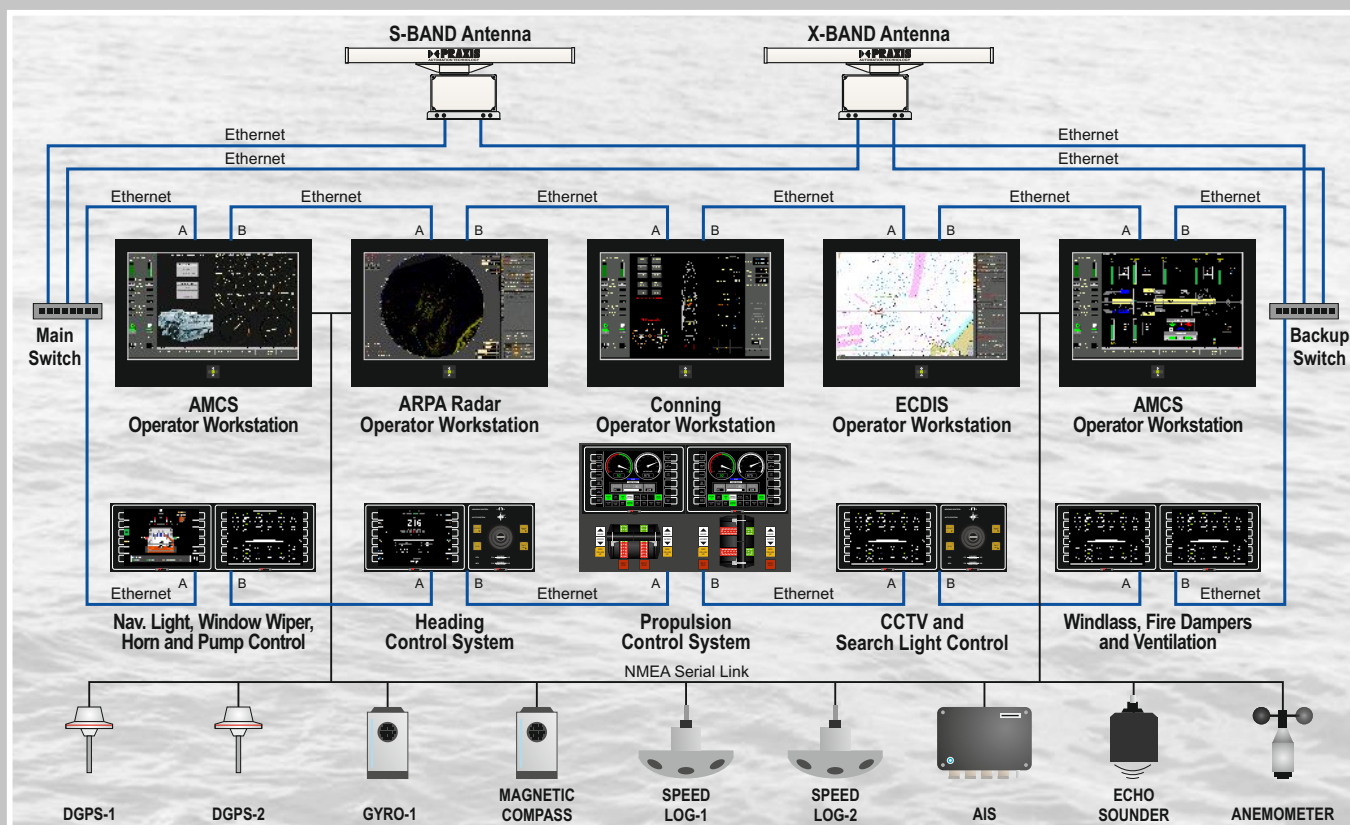 S-BAND Antenna
X-BAND Antenna
PRAXIS
AUTOMATION TECHNOLOGY
PRAXIS
AUTOMATION TECHNOLOGY
Ethernet
Ethernet
Ethernet
Ethernet
Ethernet
Ethernet
Ethernet
Ethernet
Ethernet
Ethernet
A
B
A
B
A
B
A
B
A
B
Main
Switch
Backup
Switch
AMCS
Operator Workstation
ARPA Radar
Operator Workstation
Conning
Operator Workstation
ECDIS
Operator Workstation
AMCS
Operator Workstation
216
A
B
A
B
A
B
A
B
A
B
Ethernet
Ethernet
Ethernet
Ethernet
Nav. Light, Window Wiper,
Horn and Pump Control
Heading
Control System
Propulsion
Control System
CCTV and
Search Light Control
Windlass, Fire Dampers
and Ventilation
NMEA Serial Link
DGPS-1
DGPS-2
GYRO-1
MAGNETIC
COMPASS
SPEED
LOG-1
SPEED
LOG-2
AIS
ECHO
SOUNDER
ANEMOMETER